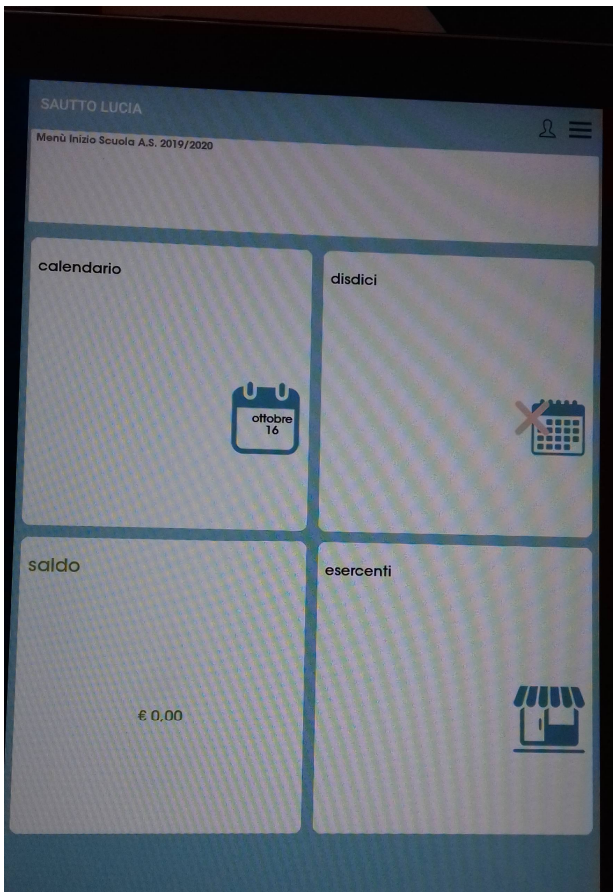 SAUTTO LUCIA
Menù Inizio Scuola A.S. 2019/2020
calendario
ottobre
16
disdici
saldo
€ 0,00
esercenti